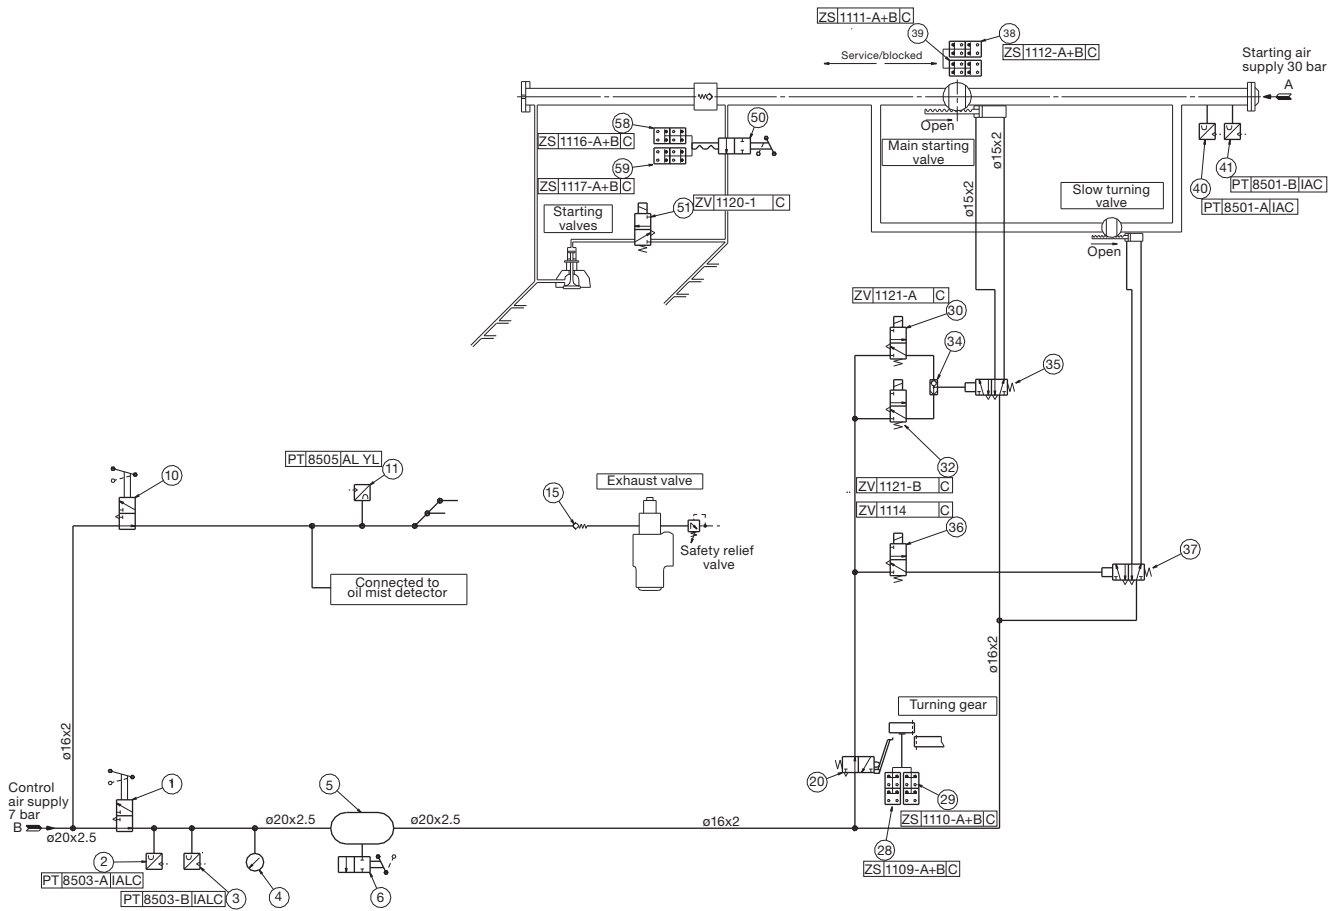 ZS 1111-A+B C
39
38
ZS 1112-A+B C
Service/blocked
Starting air
supply 30 bar
A
58
50
Open
ZS 1116-A+B C
Main starting
valve
ø15x2
59
41
ZS 1117-A+B C
40
PT 8501-B IAC
Starting
valves
51
ZV 1120-1 C
ø15x2
Slow turning
valve
PT 8501-A IAC
Open
ZV 1121-A C
30
34
35
PT 8505 AL YL
11
10
32
Exhaust valve
15
ZV 1121-B C
ZV 1114 C
36
Safety relief
valve
37
Connected to
oil mist detector
ø16x2
Turning gear
ø16x2
Control
air supply
7 bar
B
1
5
20
29
ø20x2.5
ø20x2.5
ø20x2.5
ø16x2
ZS 1110-A+B C
2
28
PT 8503-A IALC
ZS 1109-A+B C
PT 8503-B IALC
3
4
6